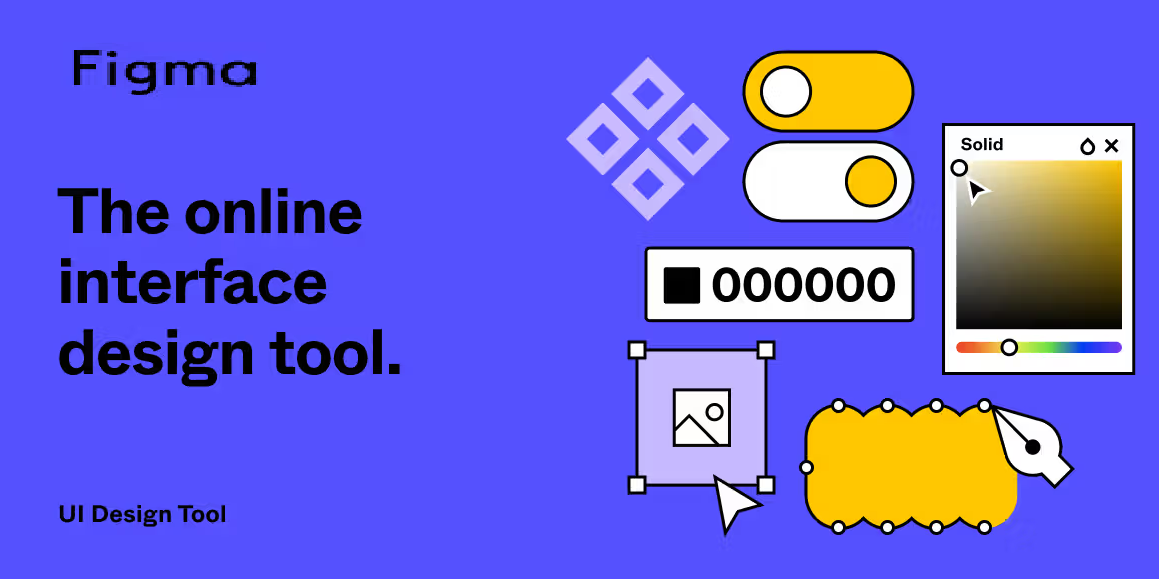 Figma
The online
interface
design tool.
UI Design Tool
Solid
000000